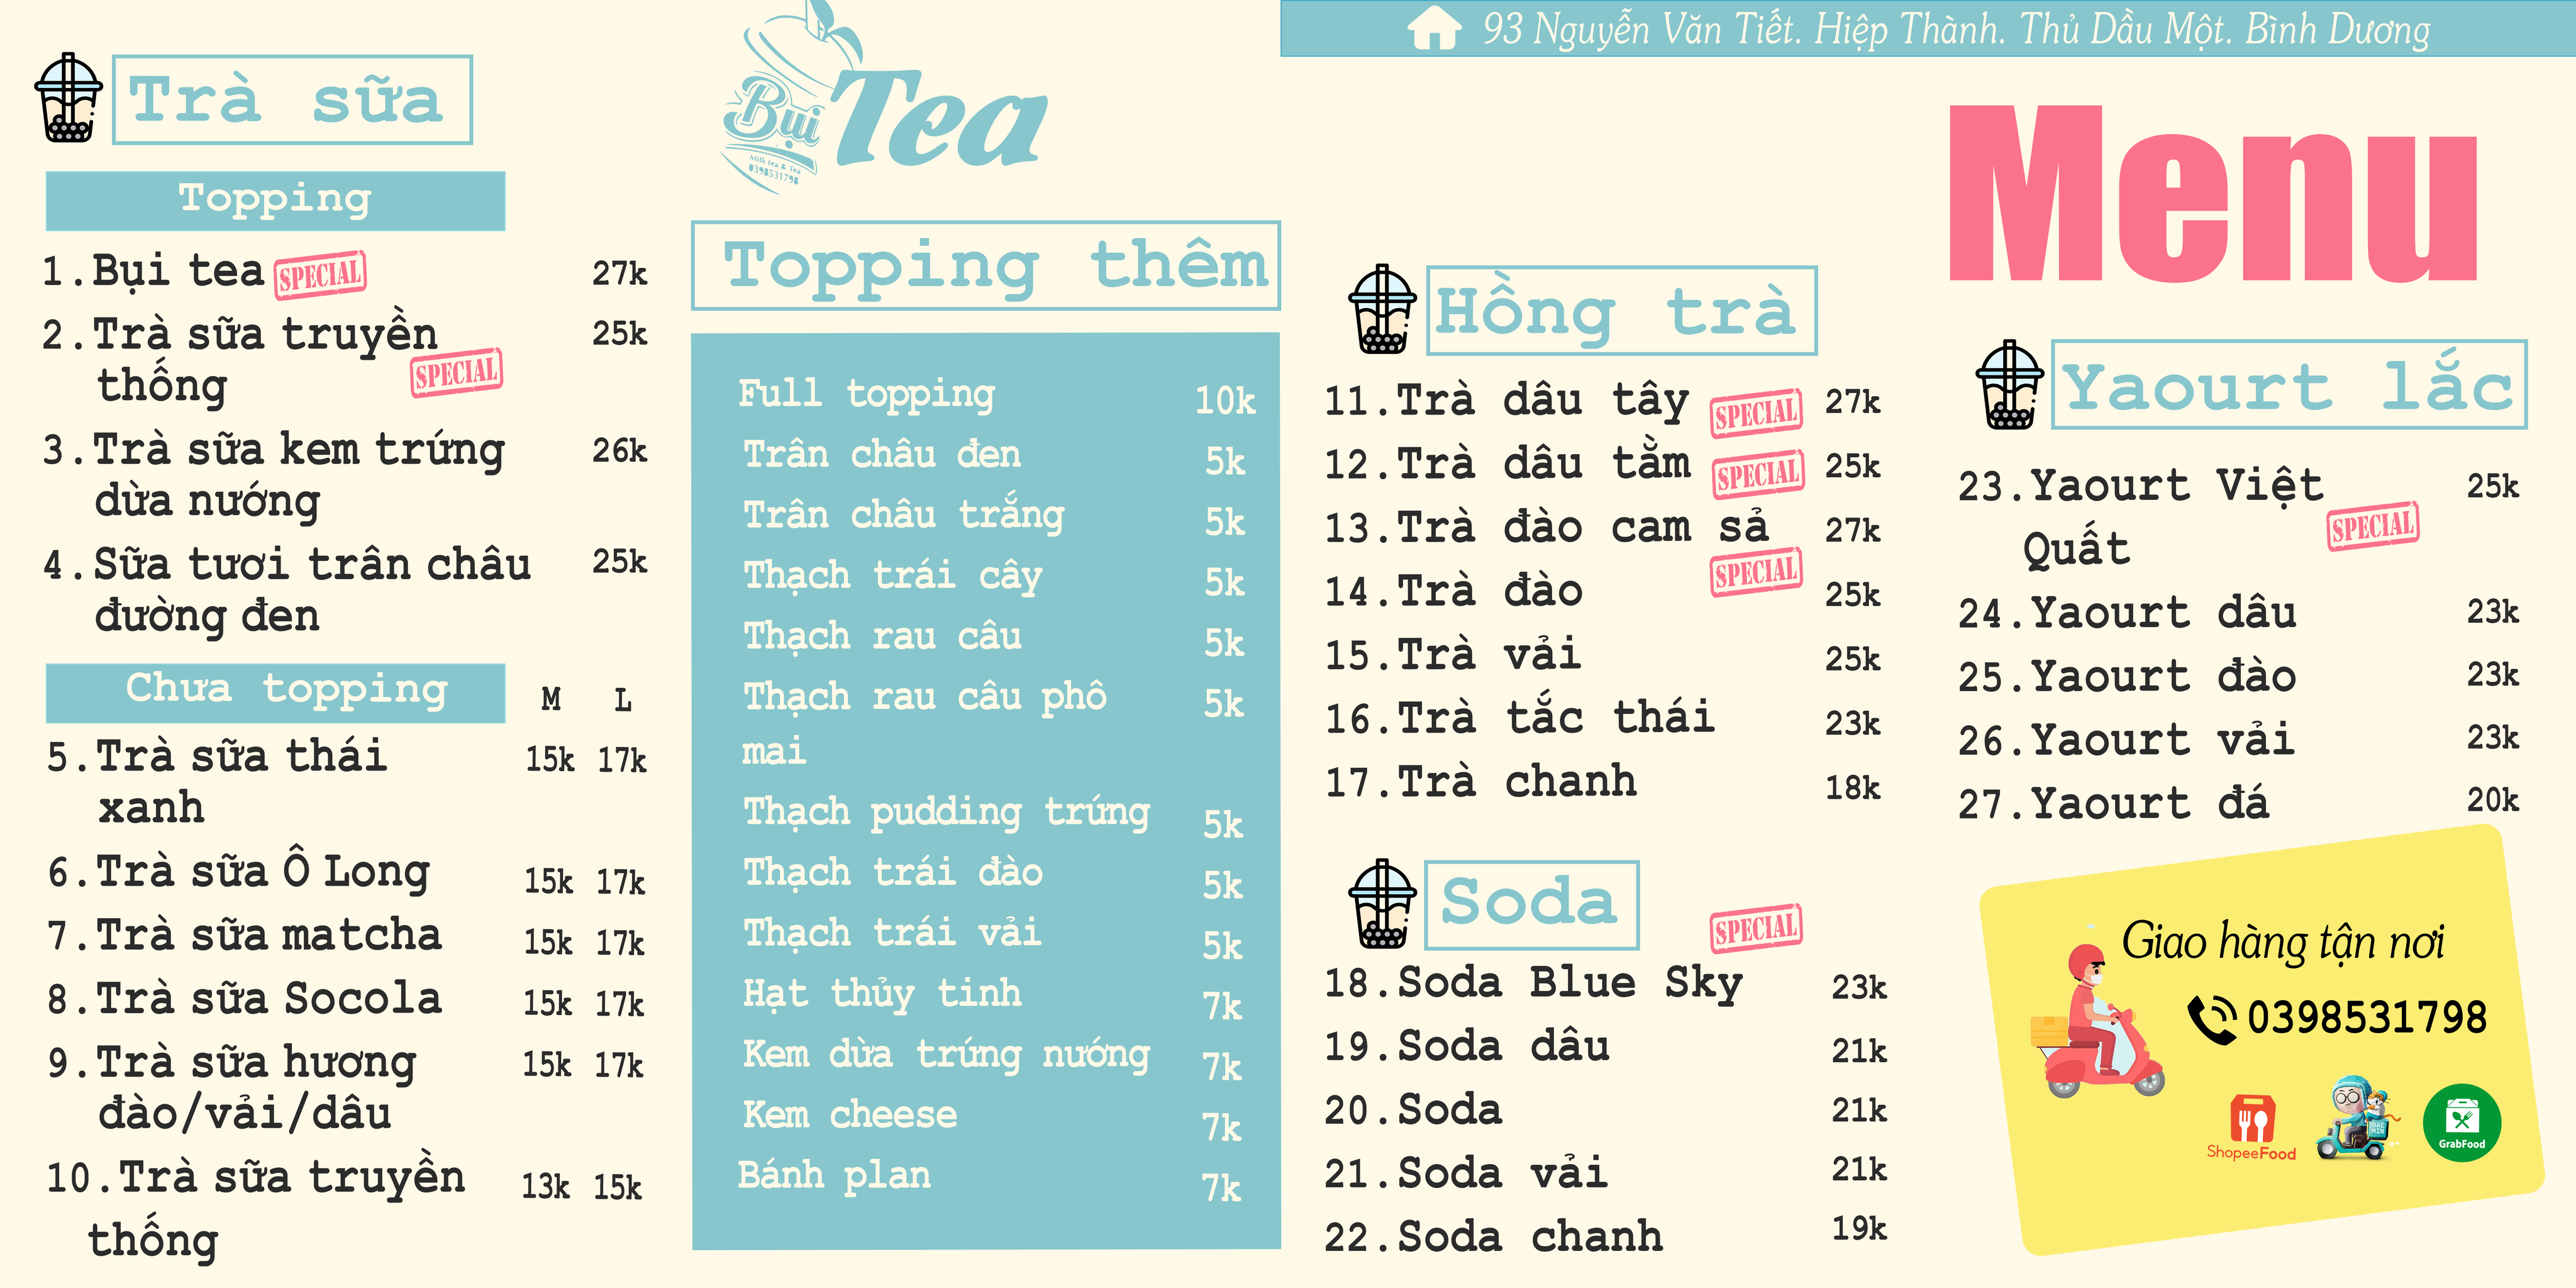 Trà sữa
Topping
1.Bụi tea SPECIAL 27k
2.Trà sữa truyền 25k
thống SPECIAL
3.Trà sữa kem trứng 26k
dừa nướng
4.Sữa tươi trân châu 25k
đường đen
Chưa topping M L
5.Trà sữa thái 15k 17k
xanh
6.Trà sữa Ô Long 15k 17k
7.Trà sữa matcha 15k 17k
8.Trà sữa Socola 15k 17k
9.Trà sữa hương 15k 17k
đào/vải/dâu
10.Trà sữa truyền 13k 15k
thống
Bụi Tea
Milk tea & Tea
0398531798
Topping thêm
Full topping 10k
Trân châu đen 5k
Trân châu trắng 5k
Thạch trái cây 5k
Thạch rau câu 5k
Thạch rau câu phô 5k
mai
Thạch pudding trứng 5k
Thạch trái đào 5k
Thạch trái vải 5k
Hạt thủy tinh 7k
Kem dừa trứng nướng 7k
Kem cheese 7k
Bánh plan 7k
93 Nguyễn Văn Tiết. Hiệp Thành. Thủ Dầu Một. Bình Dương
Menu
Hồng trà
11.Trà dâu tây SPECIAL 27k
12.Trà dâu tằm SPECIAL 25k
13.Trà đào cam sả 27k
SPECIAL
14.Trà đào 25k
15.Trà vải 25k
16.Trà tắc thái 23k
17.Trà chanh 18k
Soda
SPECIAL
18.Soda Blue Sky 23k
19.Soda dâu 21k
20.Soda 21k
21.Soda vải 21k
22.Soda chanh 19k
Yaourt lắc
23.Yaourt Việt 25k
Quất SPECIAL
24.Yaourt dâu 23k
25.Yaourt đào 23k
26.Yaourt vải 23k
27.Yaourt đá 20k
Giao hàng tận nơi
0398531798
ShopeeFood
BAE
MIN
GrabFood